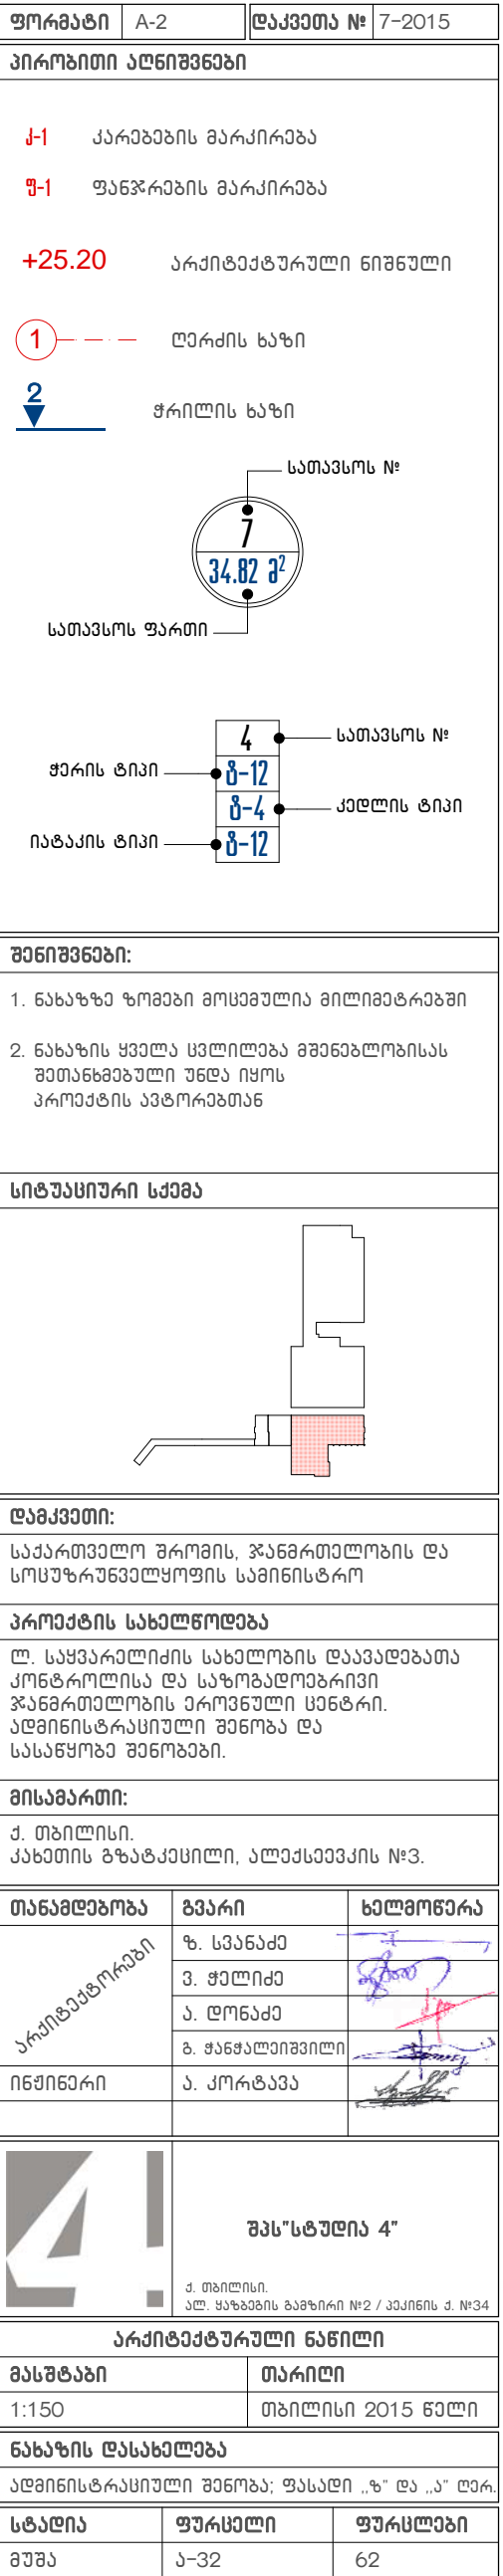 ფორმატი A-2 დაკვეთა № 7-2015
პირობითი აღნიშვნები
კ-1 კარებების მარკირება
ფ-1 ფანჯრების მარკირება
+25.20 არქიტექტურული ნიშნული
1 ღერძის ხაზი
2
ჭრილის ხაზი
სათავსოს №
7
34.82 მ²
სათავსოს ფართი
4 სათავსოს №
ჭერის ტიპი ტ-12
ტ-4 კედლის ტიპი
იატაკის ტიპი ტ-12
შენიშვნები:
1. ნახაზზე ზომები მოცემულია მილიმეტრებში
2. ნახაზის ყველა ცვლილება მშენებლობისას
შეთანხმებული უნდა იყოს
პროექტის ავტორებთან
სიტუაციური სქემა
დამკვეთი:
საქართველო შრომის, ჯანმრთელობის და
სოცუზრუნველყოფის სამინისტრო
პროექტის სახელწოდება
ლ. საყვარელიძის სახელობის დაავადებათა
კონტროლისა და საზოგადოებრივი
ჯანმრთელობის ეროვნული ცენტრი.
ადმინისტრაციული შენობა და
სასაწყობე შენობები.
მისამართი:
ქ. თბილისი.
კახეთის გზატკეცილი, ალექსეევკის №3.
თანამდებობა გვარი ხელმოწერა
არქიტექტორები
ზ. სვანაძე
ვ. ჭელიძე
ა. დონაძე
გ. ჭანჭალეიშვილი
ინჟინერი ა. კორტავა
4!
შპს"სტუდია 4"
ქ. თბილისი.
ალ. ყაზბეგის გამზირი №2 / პეკინის ქ. №34
არქიტექტურული ნაწილი
მასშტაბი თარიღი
1:150 თბილისი 2015 წელი
ნახაზის დასახელება
ადმინისტრაციული შენობა; ფასადი ,,ზ" და ,,ა" ღერ.
სტადია ფურცელი ფურცლები
მუშა ა-32 62